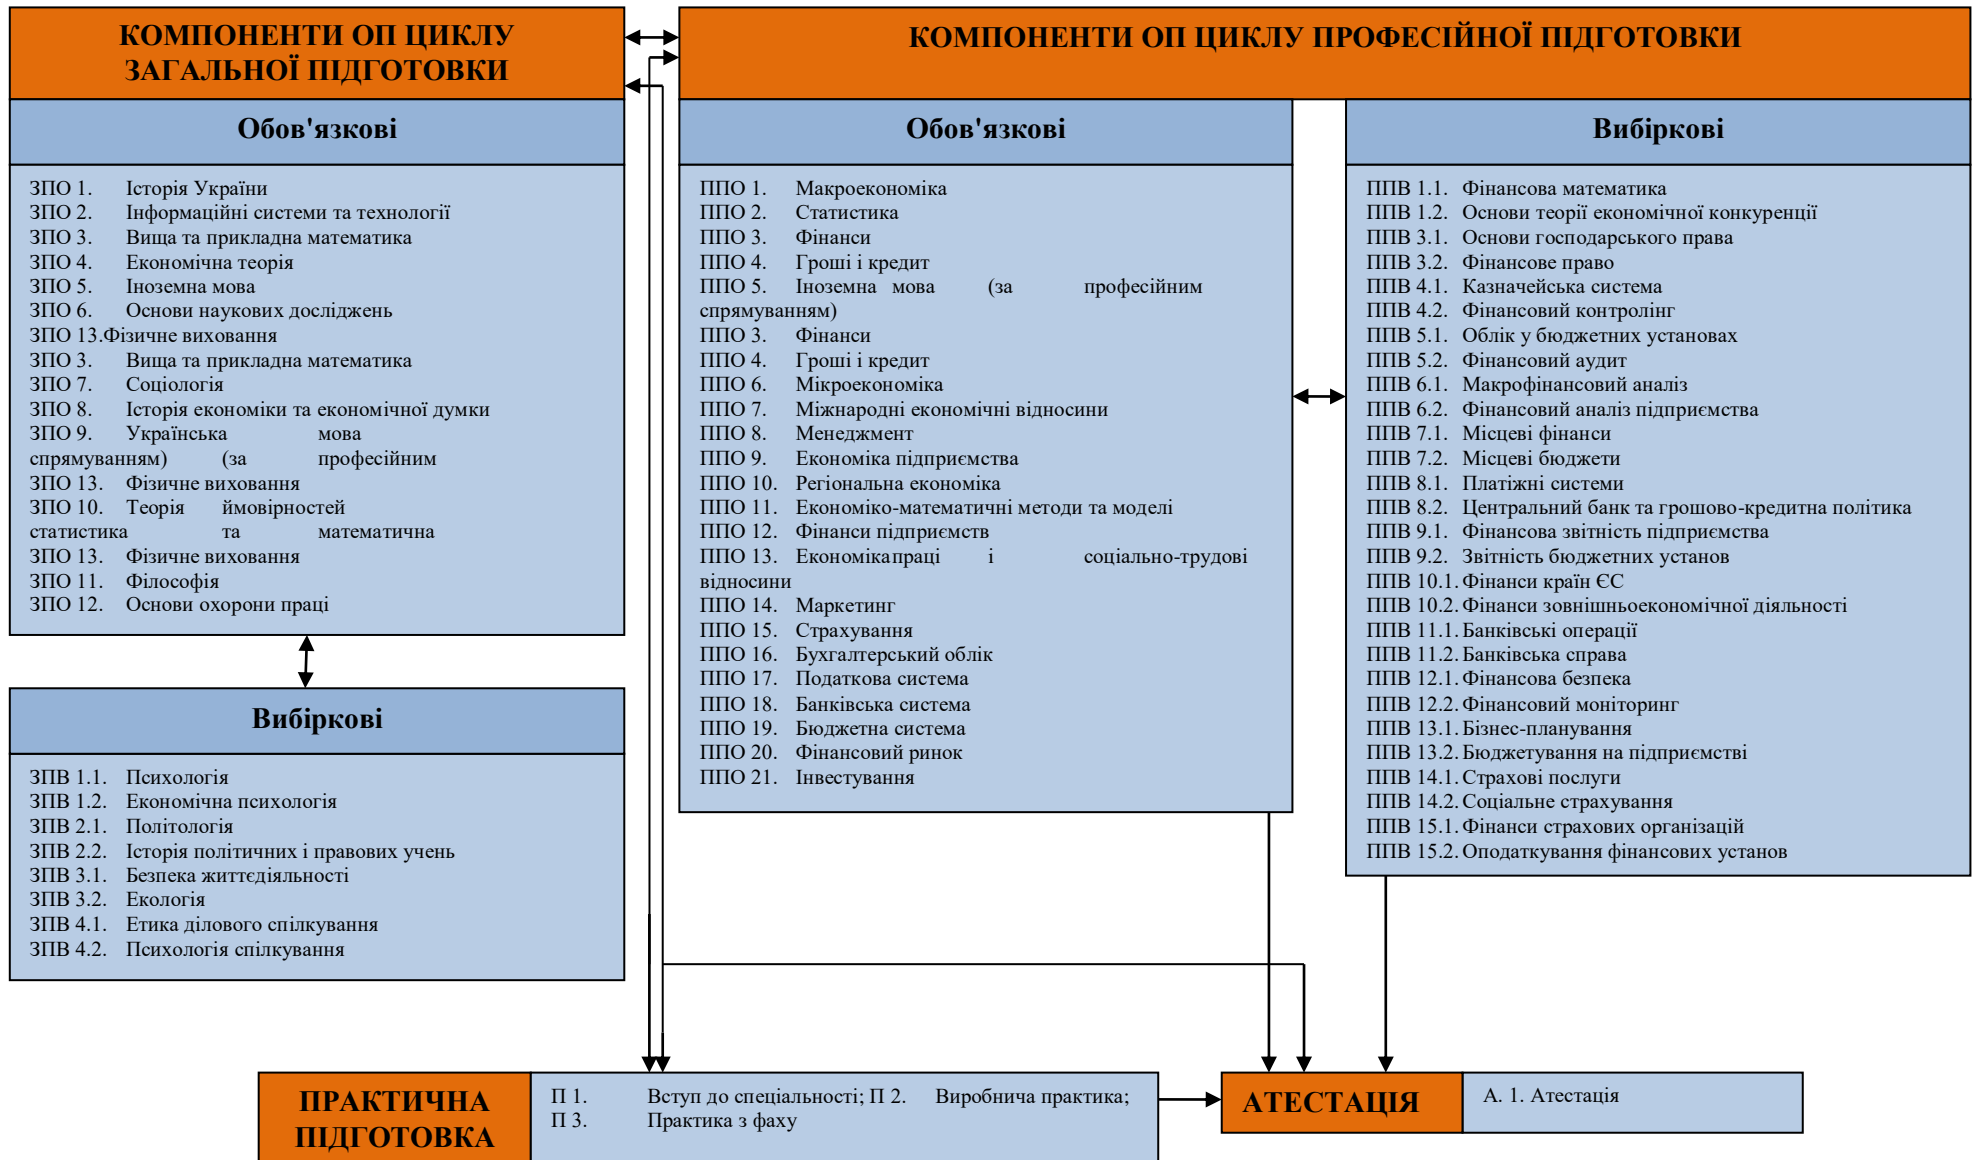 КОМПОНЕНТИ ОП ЦИКЛУ
ЗАГАЛЬНОЇ ПІДГОТОВКИ
Обов'язкові
ЗПО 1. Історія України
ЗПО 2. Інформаційні системи та технології
ЗПО 3. Вища та прикладна математика
ЗПО 4. Економічна теорія
ЗПО 5. Іноземна мова
ЗПО 6. Основи наукових досліджень
ЗПО 13.Фізичне виховання
ЗПО 3. Вища та прикладна математика
ЗПО 7. Соціологія
ЗПО 8. Історія економіки та економічної думки
ЗПО 9. Українська мова
спрямуванням) (за професійним
ЗПО 13. Фізичне виховання
ЗПО 10. Теорія ймовірностей
статистика та математична
ЗПО 13. Фізичне виховання
ЗПО 11. Філософія
ЗПО 12. Основи охорони праці
Вибіркові
ЗПВ 1.1. Психологія
ЗПВ 1.2. Економічна психологія
ЗПВ 2.1. Політологія
ЗПВ 2.2. Історія політичних і правових учень
ЗПВ 3.1. Безпека життєдіяльності
ЗПВ 3.2. Екологія
ЗПВ 4.1. Етика ділового спілкування
ЗПВ 4.2. Психологія спілкування
КОМПОНЕНТИ ОП ЦИКЛУ ПРОФЕСІЙНОЇ ПІДГОТОВКИ
Обов'язкові
ППО 1. Макроекономіка
ППО 2. Статистика
ППО 3. Фінанси
ППО 4. Гроші і кредит
ППО 5. Іноземна мова (за професійним
спрямуванням)
ППО 3. Фінанси
ППО 4. Гроші і кредит
ППО 6. Мікроекономіка
ППО 7. Міжнародні економічні відносини
ППО 8. Менеджмент
ППО 9. Економіка підприємства
ППО 10. Регіональна економіка
ППО 11. Економіко-математичні методи та моделі
ППО 12. Фінанси підприємств
ППО 13. Економікапраці і соціально-трудові
відносини
ППО 14. Маркетинг
ППО 15. Страхування
ППО 16. Бухгалтерський облік
ППО 17. Податкова система
ППО 18. Банківська система
ППО 19. Бюджетна система
ППО 20. Фінансовий ринок
ППО 21. Інвестування
Вибіркові
ППВ 1.1. Фінансова математика
ППВ 1.2. Основи теорії економічної конкуренції
ППВ 3.1. Основи господарського права
ППВ 3.2. Фінансове право
ППВ 4.1. Казначейська система
ППВ 4.2. Фінансовий контролінг
ППВ 5.1. Облік у бюджетних установах
ППВ 5.2. Фінансовий аудит
ППВ 6.1. Макрофінансовий аналіз
ППВ 6.2. Фінансовий аналіз підприємства
ППВ 7.1. Місцеві фінанси
ППВ 7.2. Місцеві бюджети
ППВ 8.1. Платіжні системи
ППВ 8.2. Центральний банк та грошово-кредитна політика
ППВ 9.1. Фінансова звітність підприємства
ППВ 9.2. Звітність бюджетних установ
ППВ 10.1. Фінанси країн ЄС
ППВ 10.2. Фінанси зовнішньоекономічної діяльності
ППВ 11.1. Банківські операції
ППВ 11.2. Банківська справа
ППВ 12.1. Фінансова безпека
ППВ 12.2. Фінансовий моніторинг
ППВ 13.1. Бізнес-планування
ППВ 13.2. Бюджетування на підприємстві
ППВ 14.1. Страхові послуги
ППВ 14.2. Соціальне страхування
ППВ 15.1. Фінанси страхових організацій
ППВ 15.2. Оподаткування фінансових установ
ПРАКТИЧНА
ПІДГОТОВКА
П 1. Вступ до спеціальності; П 2. Виробнича практика;
П 3. Практика з фаху
АТЕСТАЦІЯ
А. 1. Атестація